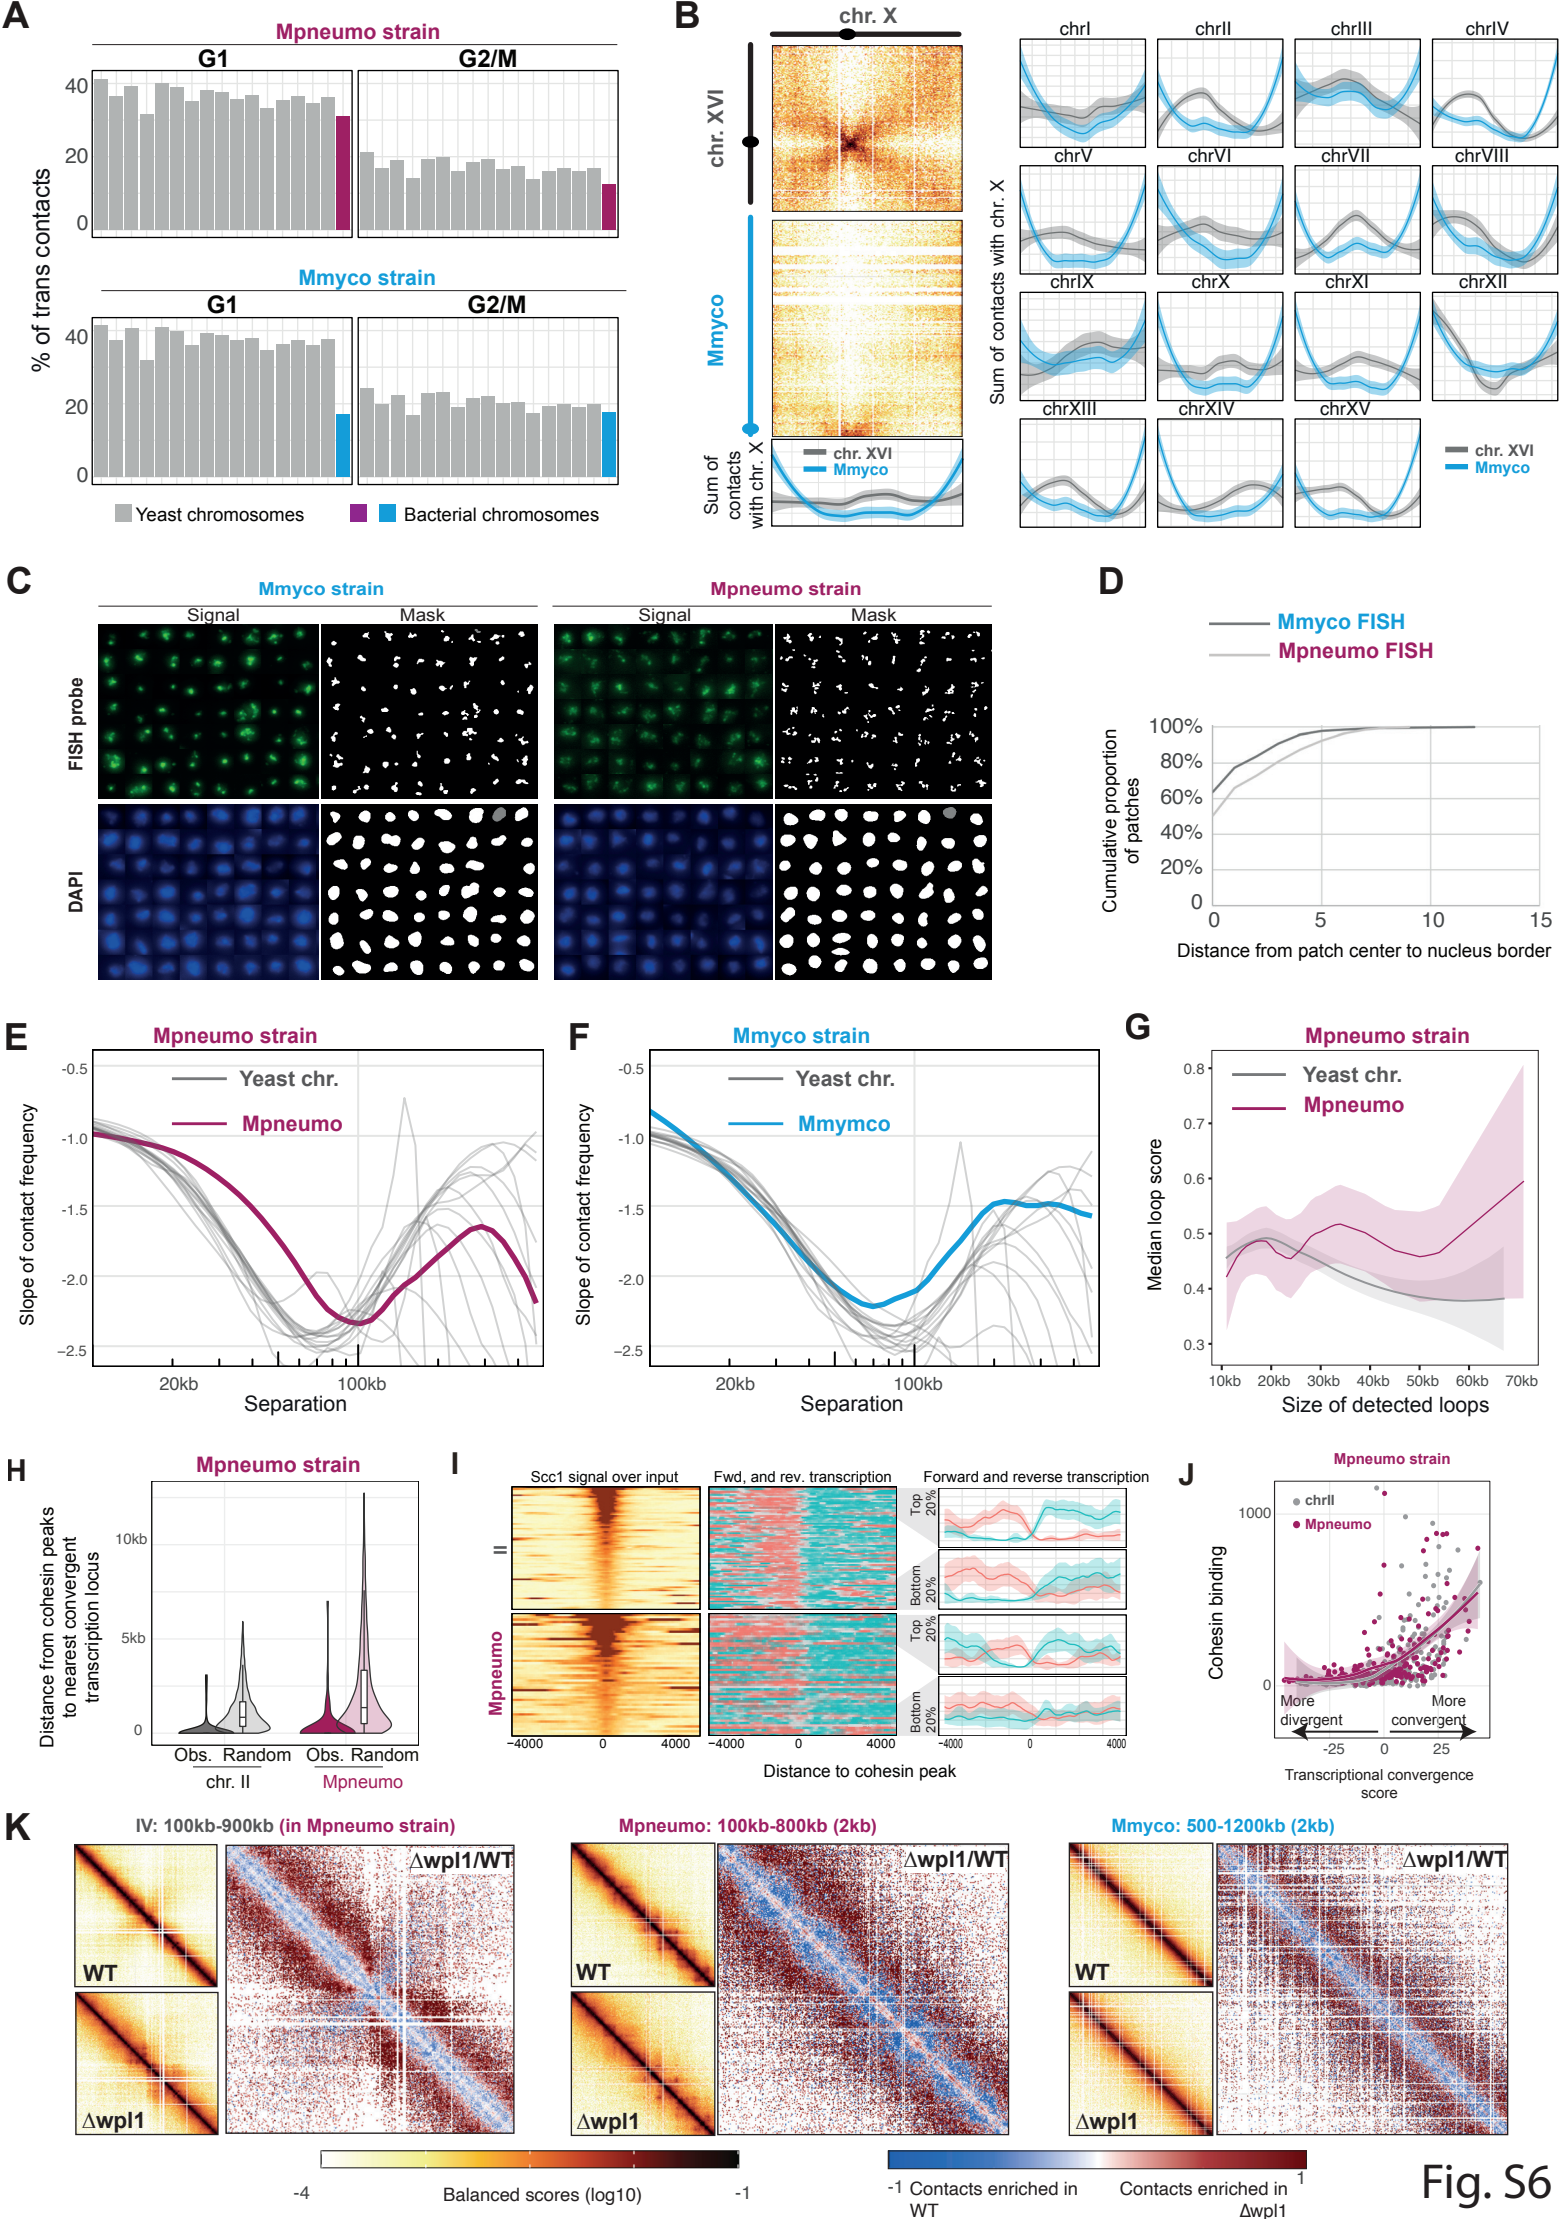 A
Mpneumo strain
G1
G2/M
40
20
0
Mmyco strain
G1
G2/M
40
20
0
% of trans contacts
Yeast chromosomes
Bacterial chromosomes
B
chr. X
chr. XVI
Mmyco
Sum of
contacts
with chr. X
chr. XVI
Mmyco
Sum of contacts with chr. X
chrI
chrII
chrIII
chrIV
chrV
chrVI
chrVII
chrVIII
chrIX
chrX
chrXI
chrXII
chrXIII
chrXIV
chrXV
chr. XVI
Mmyco
C
Mmyco strain
Mpneumo strain
Signal
Mask
Signal
Mask
FISH probe
DAPI
D
Mmyco FISH
Mpneumo FISH
Cumulative proportion
of patches
100%
80%
60%
40%
20%
0
0
5
10
15
Distance from patch center to nucleus border
E
Mpneumo strain
Yeast chr.
Mpneumo
Slope of contact frequency
-0.5
-1.0
-1.5
-2.0
-2.5
20kb
100kb
Separation
F
Mmyco strain
Yeast chr.
Mmymco
Slope of contact frequency
-0.5
-1.0
-1.5
-2.0
-2.5
20kb
100kb
Separation
G
Mpneumo strain
Yeast chr.
Mpneumo
Median loop score
0.8
0.7
0.6
0.5
0.4
0.3
10kb
20kb
30kb
40kb
50kb
60kb
70kb
Size of detected loops
H
Mpneumo strain
Distance from cohesin peaks
to nearest convergent
transcription locus
10kb
5kb
0
Obs. Random
Obs. Random
chr. II
Mpneumo
I
Scc1 signal over input
Fwd, and rev. transcription
Forward and reverse transcription
II
Mpneumo
Top
20%
Bottom
20%
Top
20%
Bottom
20%
−4000
0
4000
−4000
0
4000
−4000
0
4000
Distance to cohesin peak
J
Mpneumo strain
chrII
Mpneumo
Cohesin binding
1000
0
More
divergent
More
convergent
-25
0
25
Transcriptional convergence
score
K
IV: 100kb-900kb (in Mpneumo strain)
WT
Δwpl1
Δwpl1/WT
Mpneumo: 100kb-800kb (2kb)
WT
Δwpl1
Δwpl1/WT
Mmyco: 500-1200kb (2kb)
WT
Δwpl1
Δwpl1/WT
-4
Balanced scores (log10)
-1
-1
Contacts enriched in
WT
Contacts enriched in
Δwpl1
1
Fig. S6